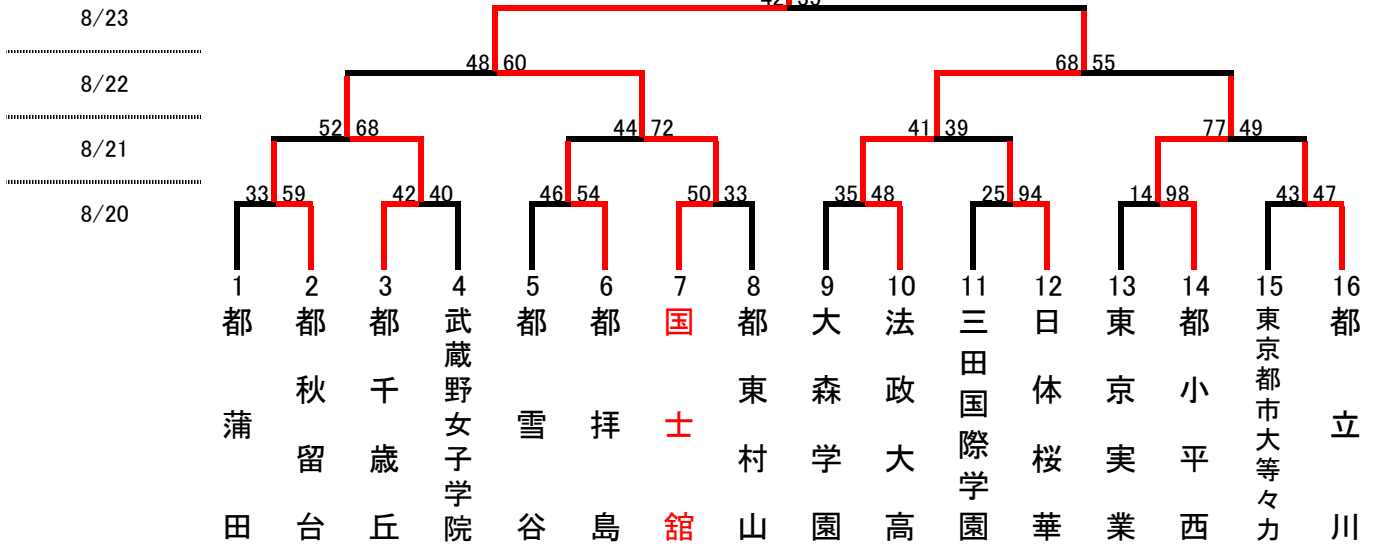 8/23
48 60 68 55
8/22
52 68 44 72 41 39 77 49
8/21
33 59 42 40 46 54 50 33 35 48 25 94 14 98 43 47
8/20
1 2 3 4 5 6 7 8 9 10 11 12 13 14 15 16
都蒲田
都秋留台
都千歳丘
武蔵野女子学院
都雪谷
都拝島
国士舘
都東村山
大森学園
法政大高
三田国際学園
日体桜華
東京実業
都小平西
東京都市大等々力
都立川